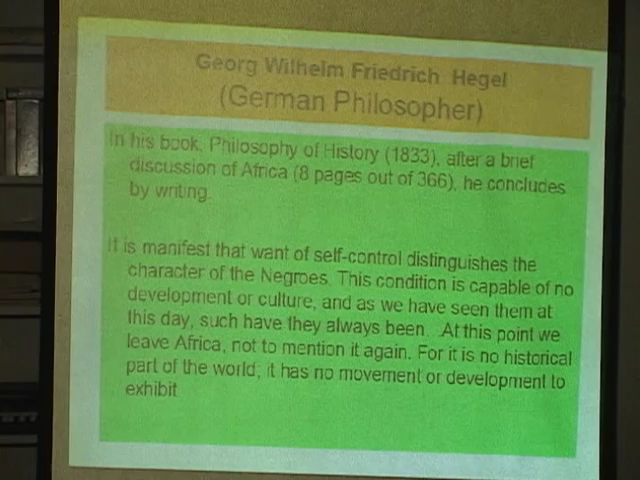 Georg Wilhelm Friedrich Hegel
(German Philosopher)
In his book, Philosophy of History (1833), after a brief
discussion of Africa (8 pages out of 366), he concludes
by writing.
It is manifest that want of self-control distinguishes the
character of the Negroes. This condition is capable of no
development or culture, and as we have seen them at
this day, such have they always been...At this point we
leave Africa, not to mention it again. For it is no historical
part of the world; it has no movement or development to
exhibit